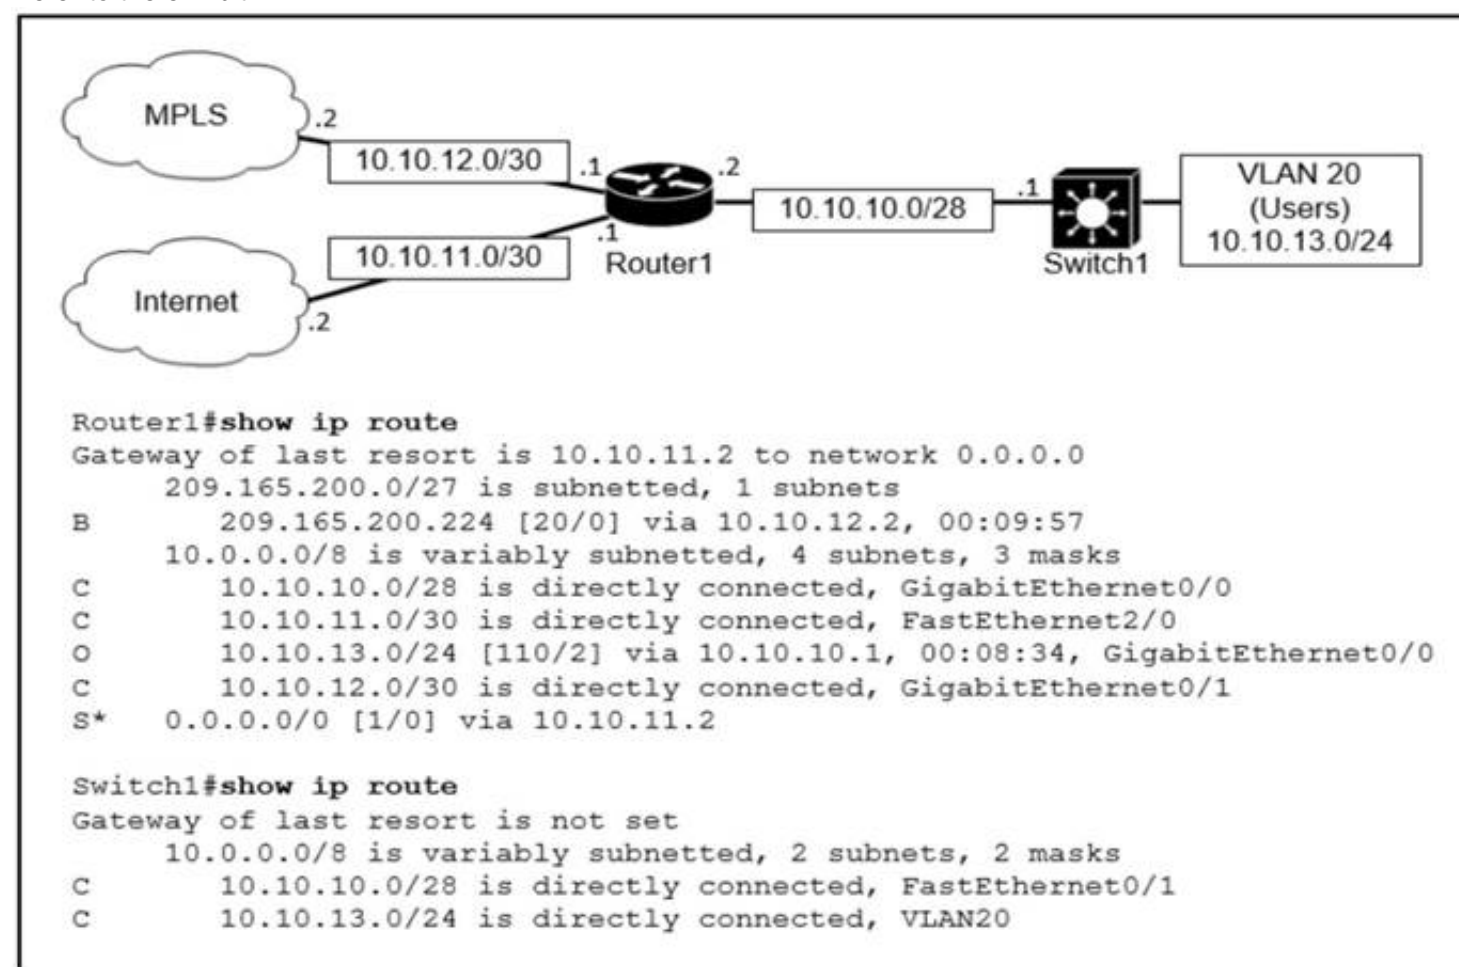 MPLS
.2
10.10.12.0/30
.1
.2
10.10.10.0/28
.1
VLAN 20
(Users)
10.10.13.0/24
10.10.11.0/30
.1
Router1
Switch1
Internet
.2
Router1#show ip route
Gateway of last resort is 10.10.11.2 to network 0.0.0.0
209.165.200.0/27 is subnetted, 1 subnets
B 209.165.200.224 [20/0] via 10.10.12.2, 00:09:57
10.0.0.0/8 is variably subnetted, 4 subnets, 3 masks
C 10.10.10.0/28 is directly connected, GigabitEthernet0/0
C 10.10.11.0/30 is directly connected, FastEthernet2/0
O 10.10.13.0/24 [110/2] via 10.10.10.1, 00:08:34, GigabitEthernet0/0
C 10.10.12.0/30 is directly connected, GigabitEthernet0/1
S* 0.0.0.0/0 [1/0] via 10.10.11.2
Switch1#show ip route
Gateway of last resort is not set
10.0.0.0/8 is variably subnetted, 2 subnets, 2 masks
C 10.10.10.0/28 is directly connected, FastEthernet0/1
C 10.10.13.0/24 is directly connected, VLAN20